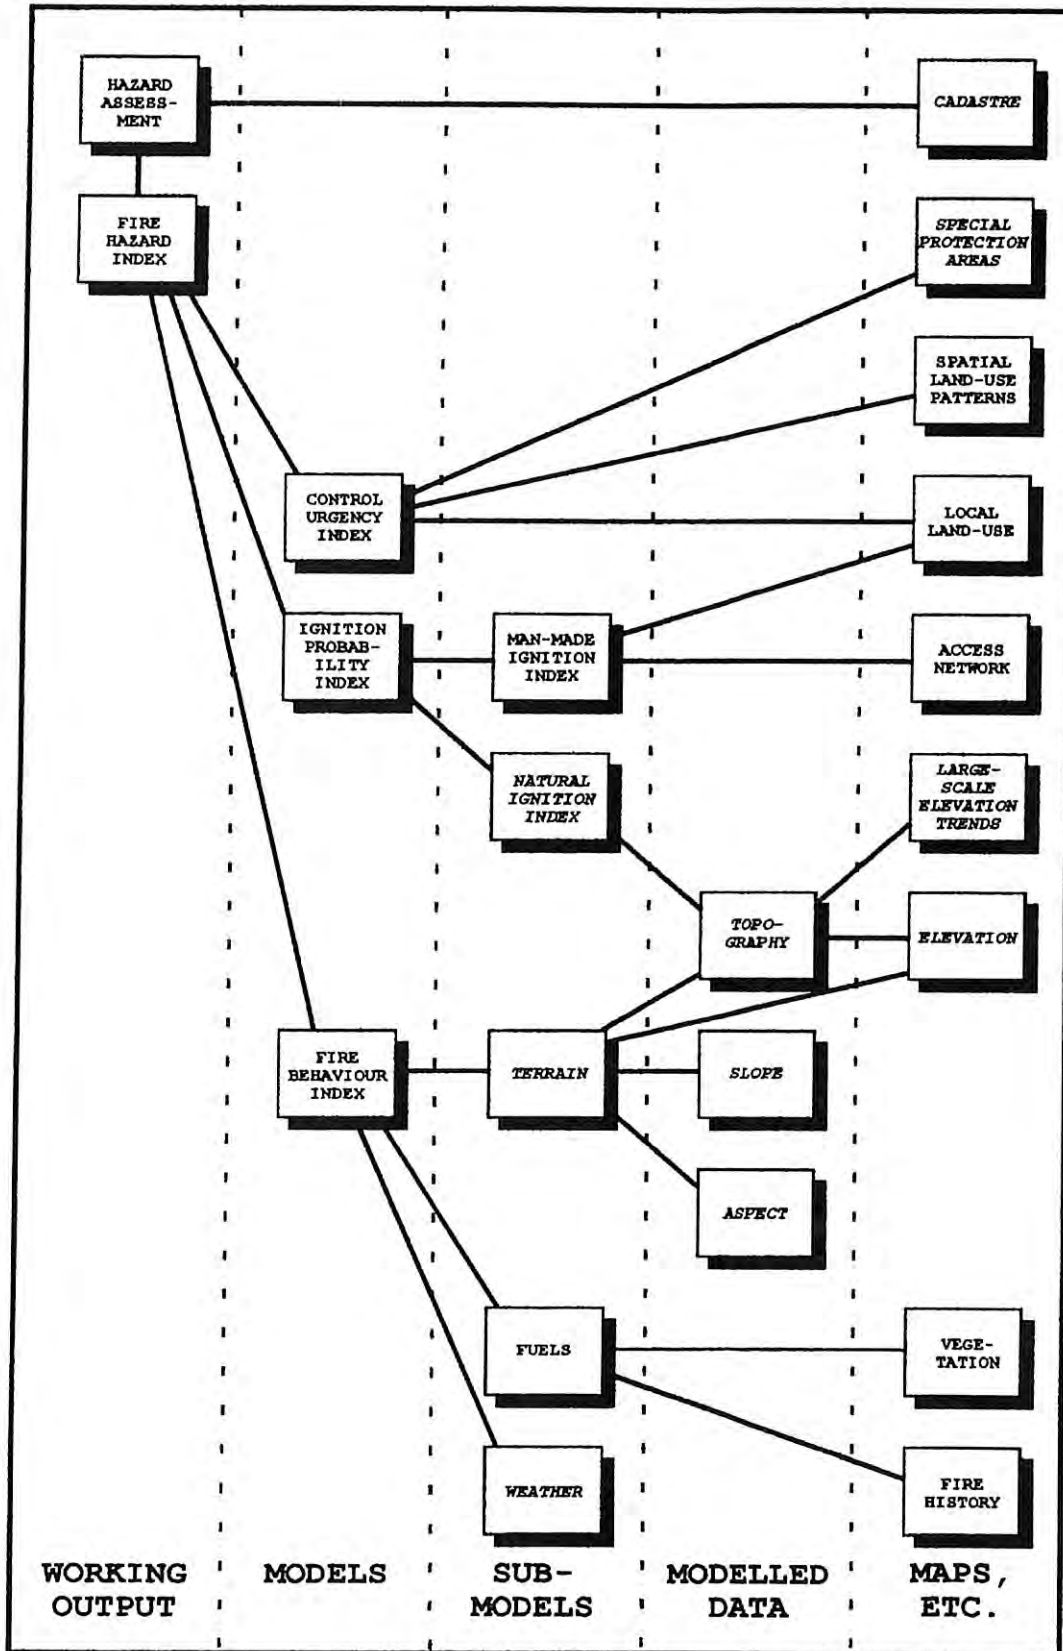 HAZARD
ASSESS-
MENT
CADASTRE
FIRE
HAZARD
INDEX
SPECIAL
PROTECTION
AREAS
SPATIAL
LAND-USE
PATTERNS
CONTROL
URGENCY
INDEX
LOCAL
LAND-USE
IGNITION
PROBAB-
ILITY
INDEX
MAN-MADE
IGNITION
INDEX
ACCESS
NETWORK
NATURAL
IGNITION
INDEX
LARGE-
SCALE
ELEVATION
TRENDS
TOPO-
GRAPHY
ELEVATION
FIRE
BEHAVIOUR
INDEX
TERRAIN
SLOPE
ASPECT
FUELS
VEGE-
TATION
WEATHER
FIRE
HISTORY
WORKING
OUTPUT
MODELS
SUB-
MODELS
MODELLED
DATA
MAPS,
ETC.